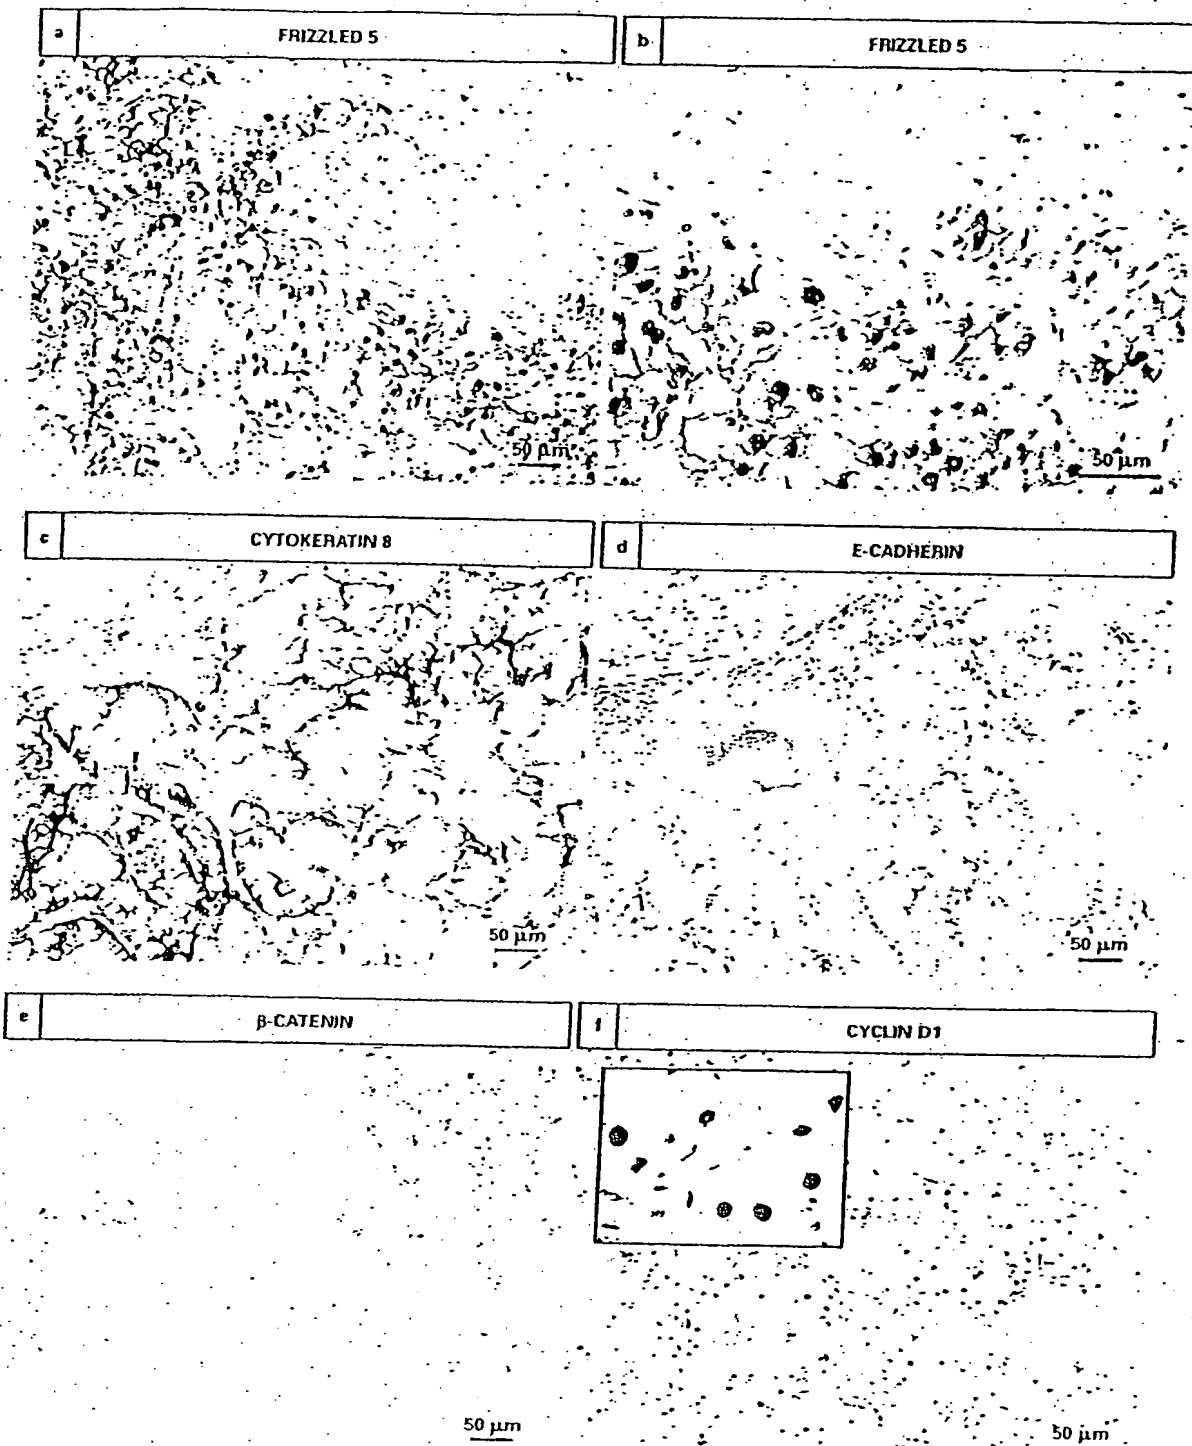 a FRIZZLED 5
b FRIZZLED 5
50 µm
50 µm
c CYTOKERATIN 8
d E-CADHERIN
50 µm
50 µm
e β-CATENIN
f CYCLIN D1
50 µm
50 µm